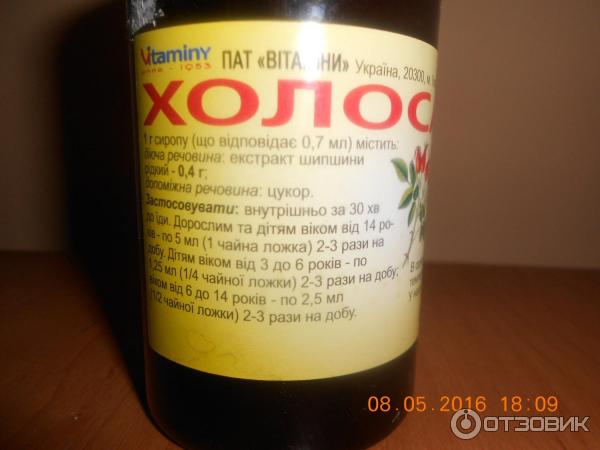 Vitaminy
ПАТ «ВІТАМІНИ» Україна, 20300, м.
ХОЛОС
1 г сиропу (що відповідає 0,7 мл) містить:
діюча речовина: екстракт шипшини
рідкий - 0,4 г;
допоміжна речовина: цукор.
Застосовувати: внутрішньо за 30 хв
до їди. Дорослим та дітям віком від 14 ро-
ків - по 5 мл (1 чайна ложка) 2-3 рази на
добу. Дітям віком від 3 до 6 років - по
1,25 мл (1/4 чайної ложки) 2-3 рази на добу;
віком від 6 до 14 років - по 2,5 мл
(1/2 чайної ложки) 2-3 рази на добу.
08.05.2016 18:09
ОТЗОВИК